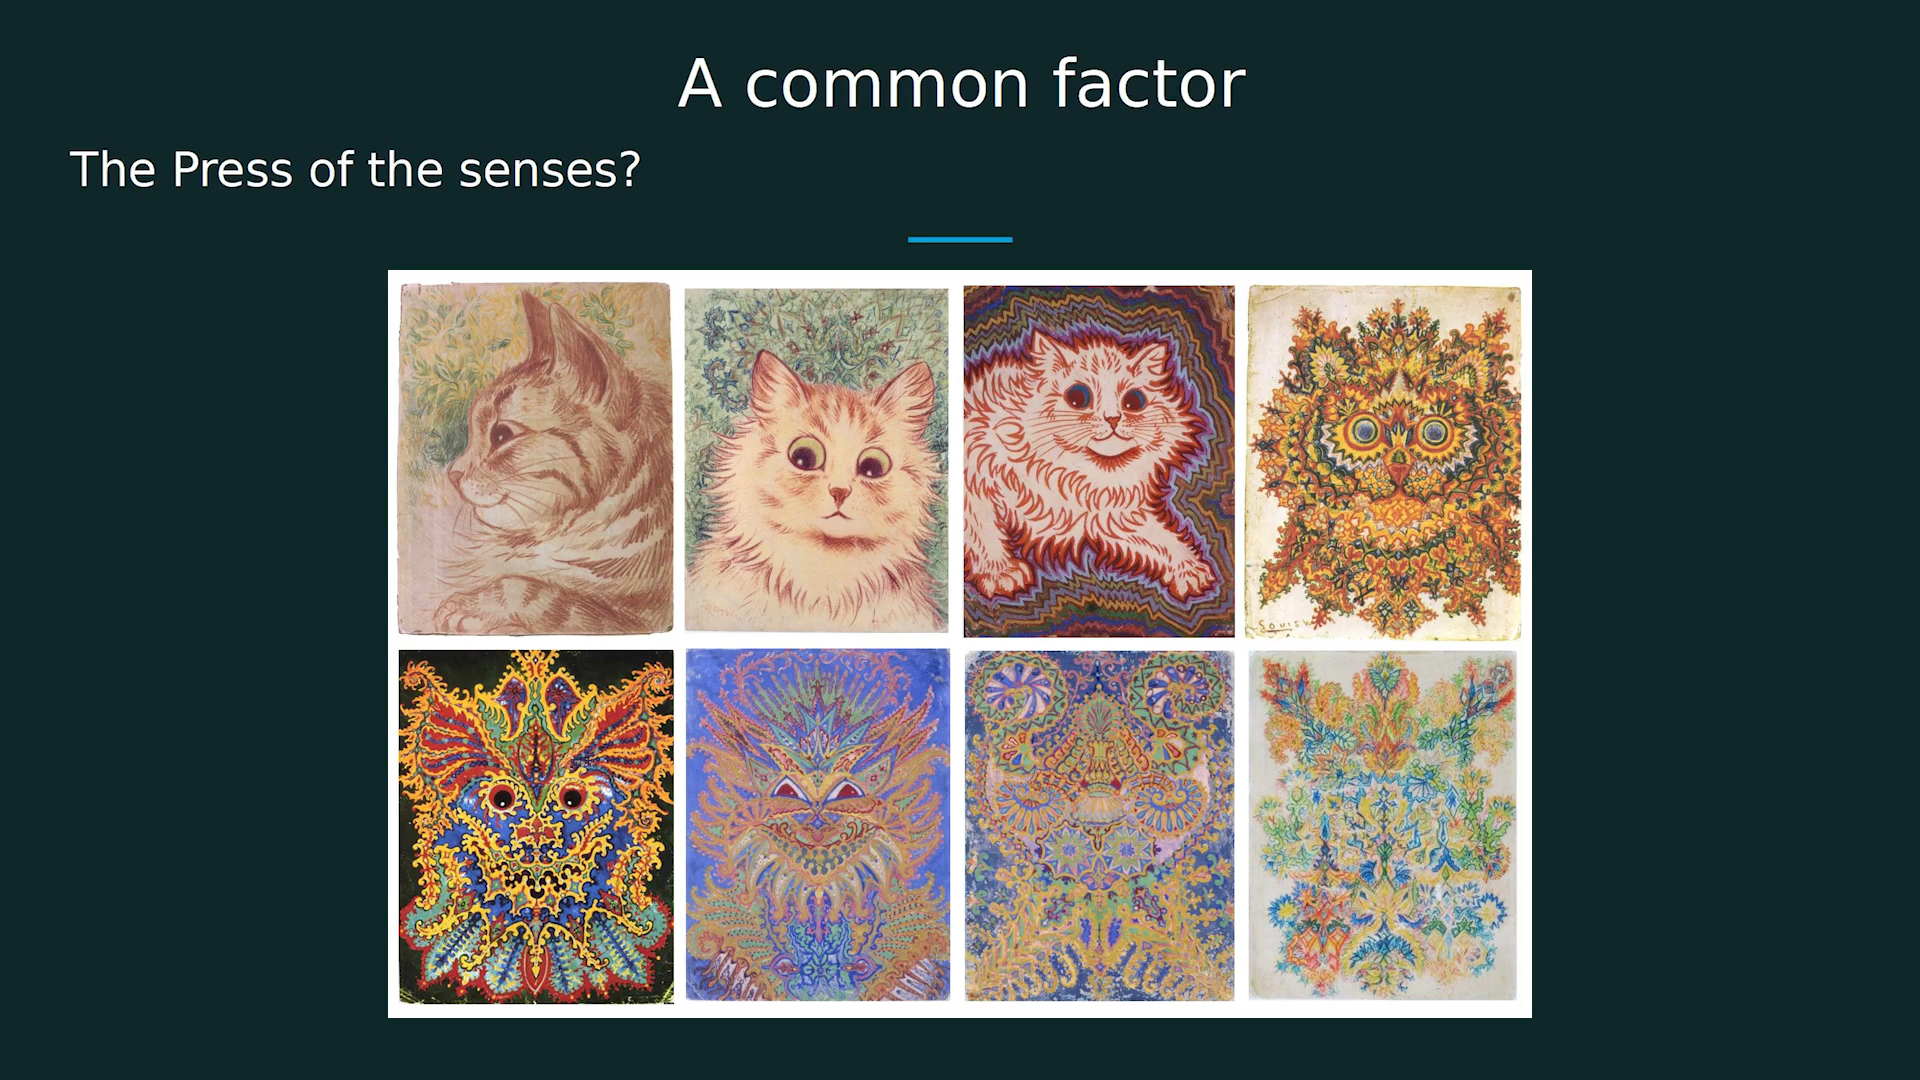 A common factor
The Press of the senses?